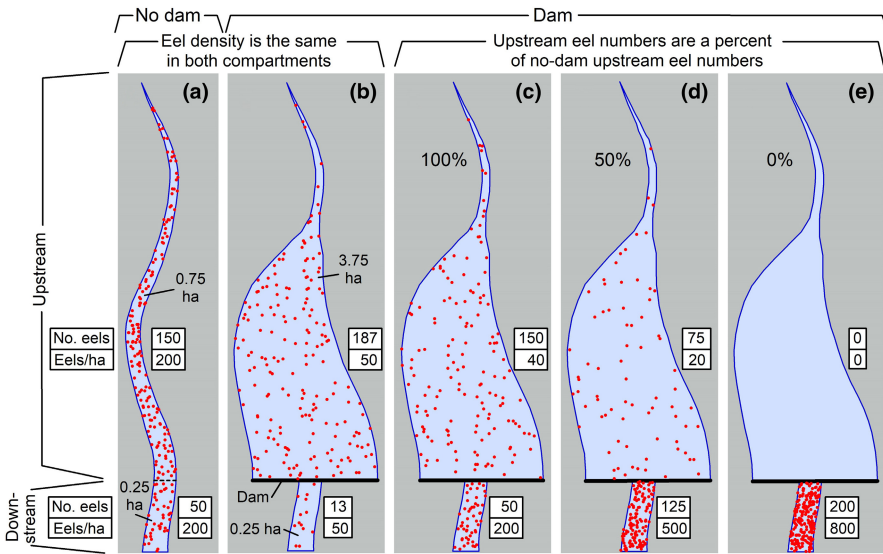 No dam
Dam
Eel density is the same
in both compartments
Upstream eel numbers are a percent
of no-dam upstream eel numbers
(a)
(b)
(c)
(d)
(e)
100%
50%
0%
Upstream
0.75
ha
3.75
ha
No. eels 150
Eels/ha 200
187
50
150
40
75
20
0
0
Down-
stream
0.25
ha
Dam
0.25 ha
No. eels 50
Eels/ha 200
13
50
50
200
125
500
200
800